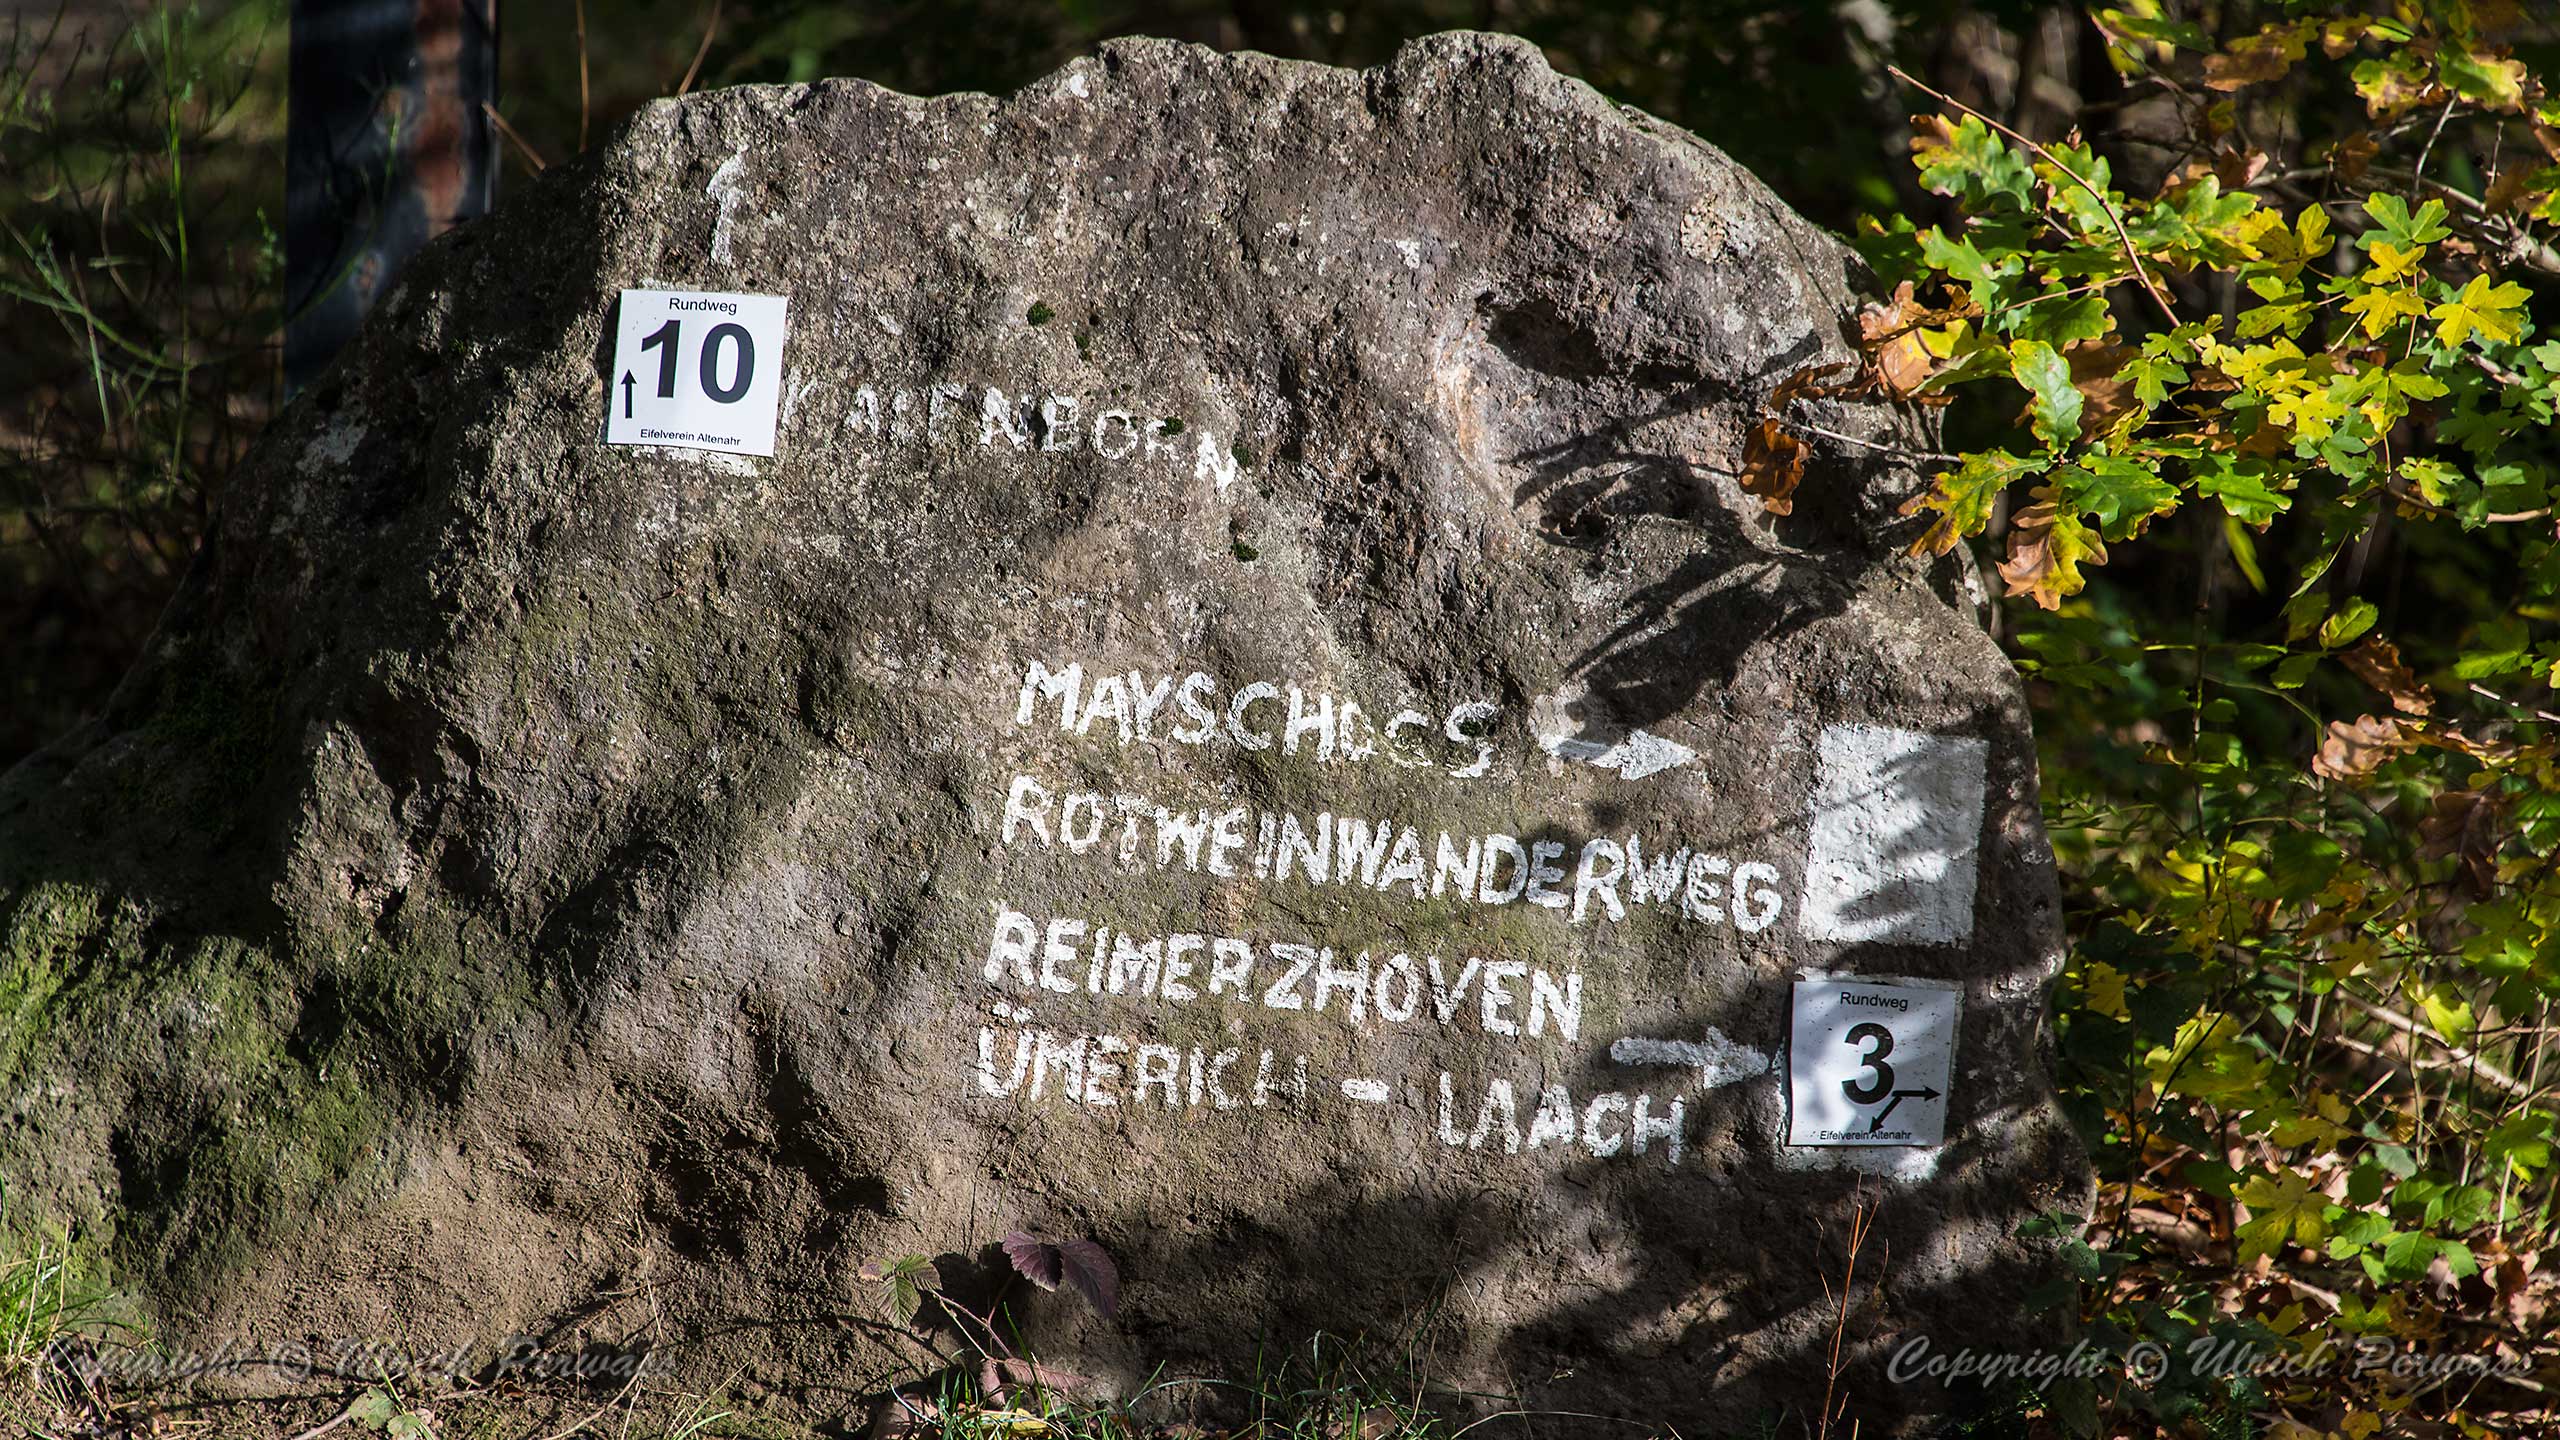 Rundweg
10
Eifelverein Altenahr
KALENBORN
MAYSCHOSS
ROTWEINWANDERWEG
REIMERZHOVEN
ÜMERICH - LAACH
Rundweg
3
Eifelverein Altenahr
Copyright © Ulrich Perwass
Copyright © Ulrich Perwass